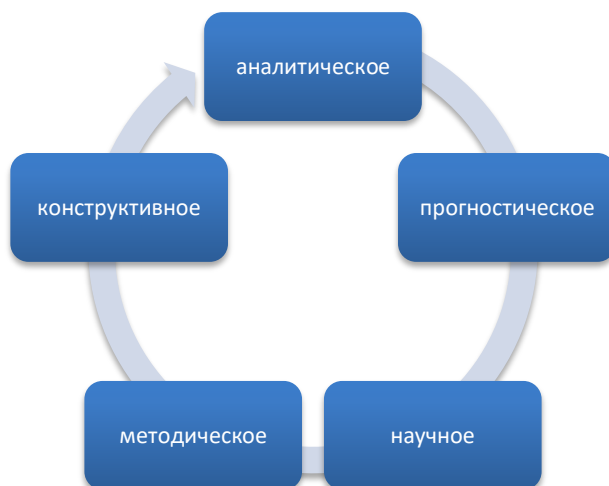 аналитическое
прогностическое
научное
методическое
конструктивное